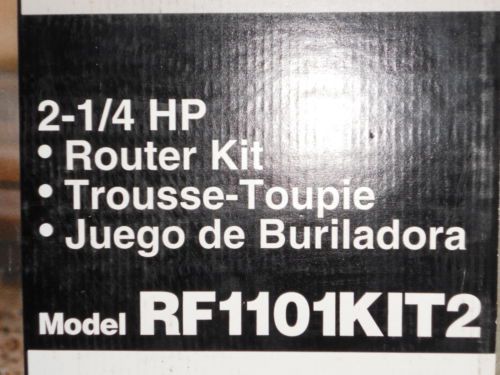 2-1/4 HP
• Router Kit
• Trousse-Toupie
• Juego de Buriladora
Model RF1101KIT2